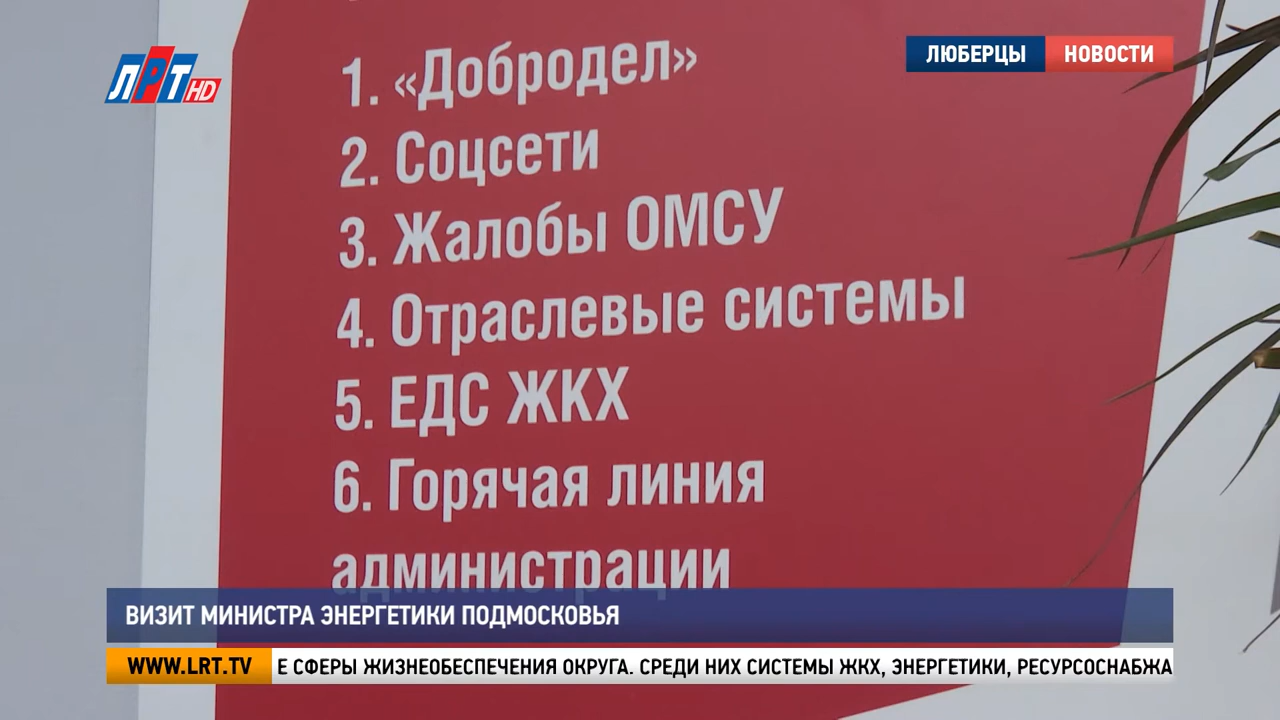 ЛРТ HD
ЛЮБЕРЦЫ НОВОСТИ
1. «Добродел»
2. Соцсети
3. Жалобы ОМСУ
4. Отраслевые системы
5. ЕДС ЖКХ
6. Горячая линия
администрации
ВИЗИТ МИНИСТРА ЭНЕРГЕТИКИ ПОДМОСКОВЬЯ
WWW.LRT.TV Е СФЕРЫ ЖИЗНЕОБЕСПЕЧЕНИЯ ОКРУГА. СРЕДИ НИХ СИСТЕМЫ ЖКХ, ЭНЕРГЕТИКИ, РЕСУРСОСНАБЖА